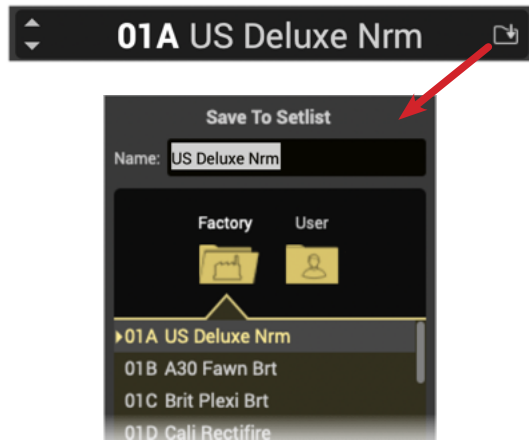 01A US Deluxe Nrm
Save To Setlist
Name: US Deluxe Nrm
Factory User
01A US Deluxe Nrm
01B A30 Fawn Brt
01C Brit Plexi Brt
01D Cali Rectifire